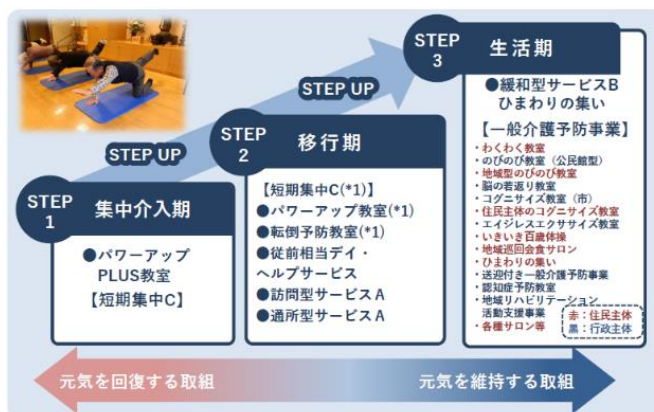 STEP
1
集中介入期
●パワーアップ
PLUS教室
【短期集中C】
STEP UP
STEP
2
移行期
【短期集中C(*1)】
●パワーアップ教室(*1)
●転倒予防教室(*1)
●従前相当デイ・
ヘルプサービス
●訪問型サービスA
●通所型サービスA
STEP UP
STEP
3
生活期
●緩和型サービスB
ひまわりの集い
【一般介護予防事業】
・わくわく教室
・のびのび教室（公民館型）
・地域型のびのび教室
・脳の若返り教室
・コグニサイズ教室（市）
・住民主体のコグニサイズ教室
・エイジレスエクササイズ教室
・いきいき百歳体操
・地域巡回会食サロン
・ひまわりの集い
・送迎付き一般介護予防事業
・認知症予防教室
・地域リハビリテーション
活動支援事業
・各種サロン等
赤：住民主体
黒：行政主体
元気を回復する取組
元気を維持する取組